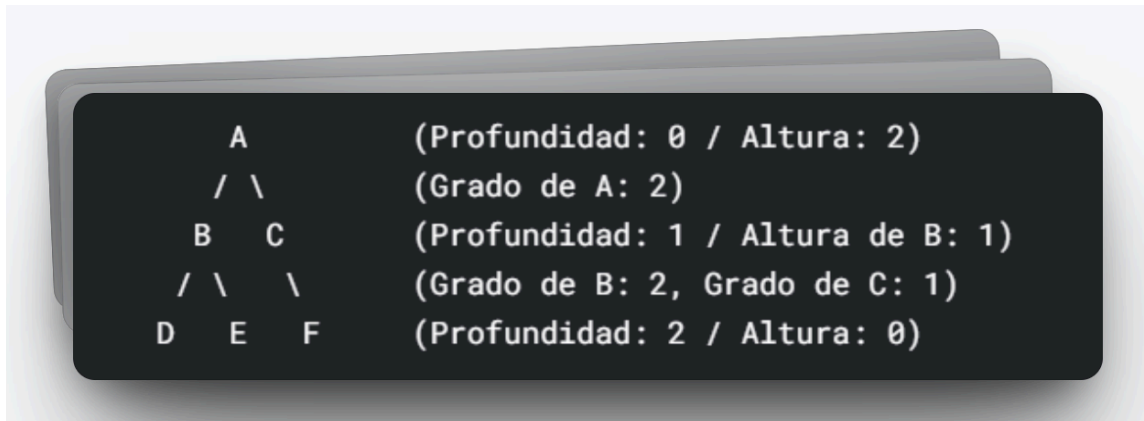 A (Profundidad: 0 / Altura: 2)
/ \ (Grado de A: 2)
B C (Profundidad: 1 / Altura de B: 1)
/ \ \ (Grado de B: 2, Grado de C: 1)
D E F (Profundidad: 2 / Altura: 0)